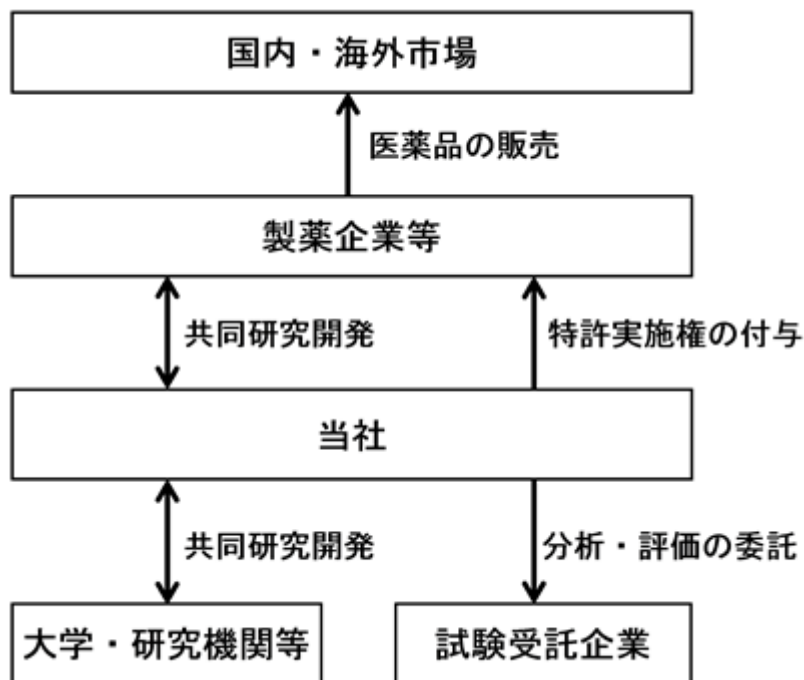 国内・海外市場
医薬品の販売
製薬企業等
共同研究開発
特許実施権の付与
当社
共同研究開発
分析・評価の委託
大学・研究機関等
試験受託企業